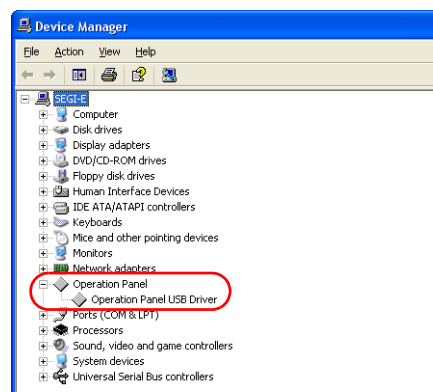 Device Manager
File Action View Help
SEGI-E
Computer
Disk drives
Display adapters
DVD/CD-ROM drives
Floppy disk drives
Human Interface Devices
IDE ATA/ATAPI controllers
Keyboards
Mice and other pointing devices
Monitors
Network adapters
Operation Panel
Operation Panel USB Driver
Ports (COM & LPT)
Processors
Sound, video and game controllers
System devices
Universal Serial Bus controllers